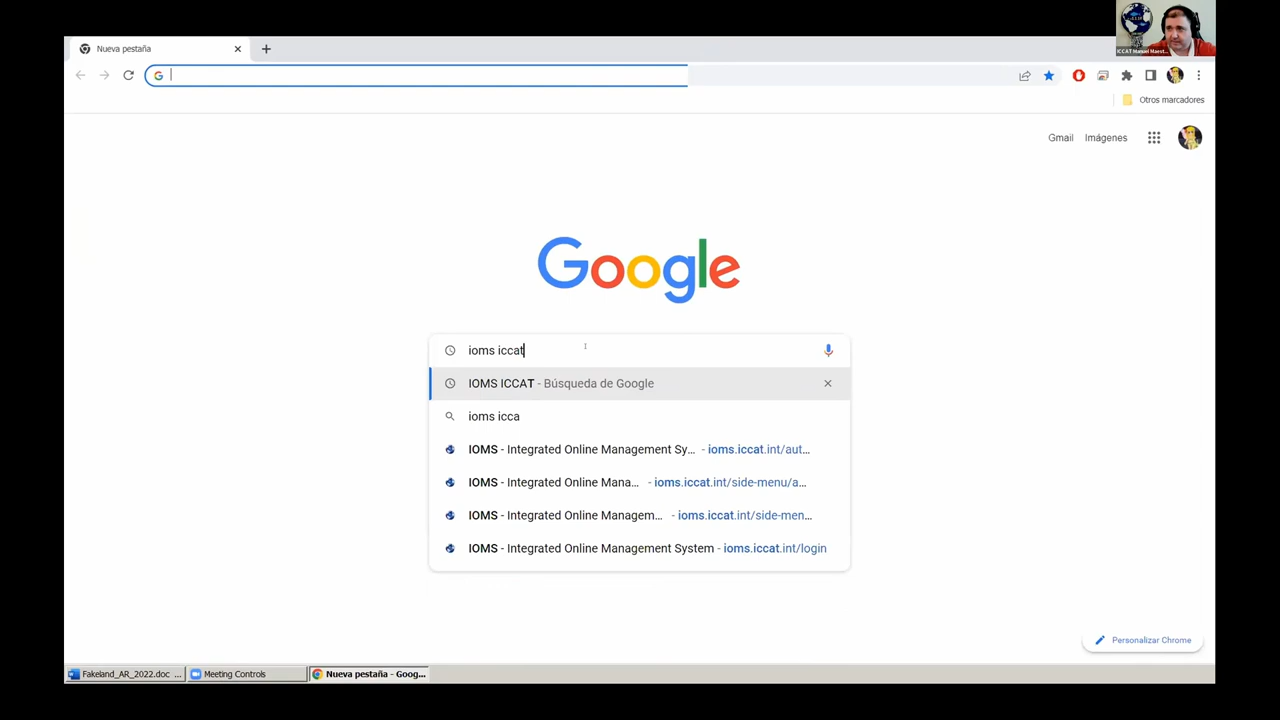 ICCAT Manuel Maest...
Nueva pestaña
Otros marcadores
Gmail Imágenes
Google
ioms iccat
IOMS ICCAT - Búsqueda de Google
ioms icca
IOMS - Integrated Online Management Sy... - ioms.iccat.int/aut...
IOMS - Integrated Online Mana... - ioms.iccat.int/side-menu/a...
IOMS - Integrated Online Managem... - ioms.iccat.int/side-men...
IOMS - Integrated Online Management System - ioms.iccat.int/login
Personalizar Chrome
Fakeland_AR_2022.doc ... Meeting Controls Nueva pestaña - Goog...